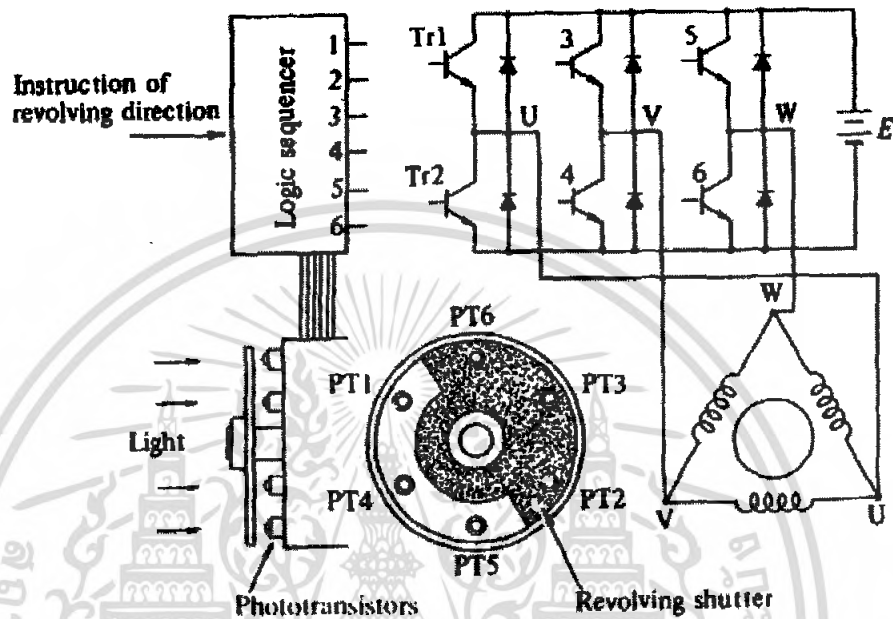 Instruction of
revolving direction
Logic sequencer
1
2
3
4
5
6
Tr1
3
5
U
V
W
E
Tr2
4
6
W
V
U
PT6
PT1
PT3
PT4
PT2
PT5
Light
Phototransistors
Revolving shutter